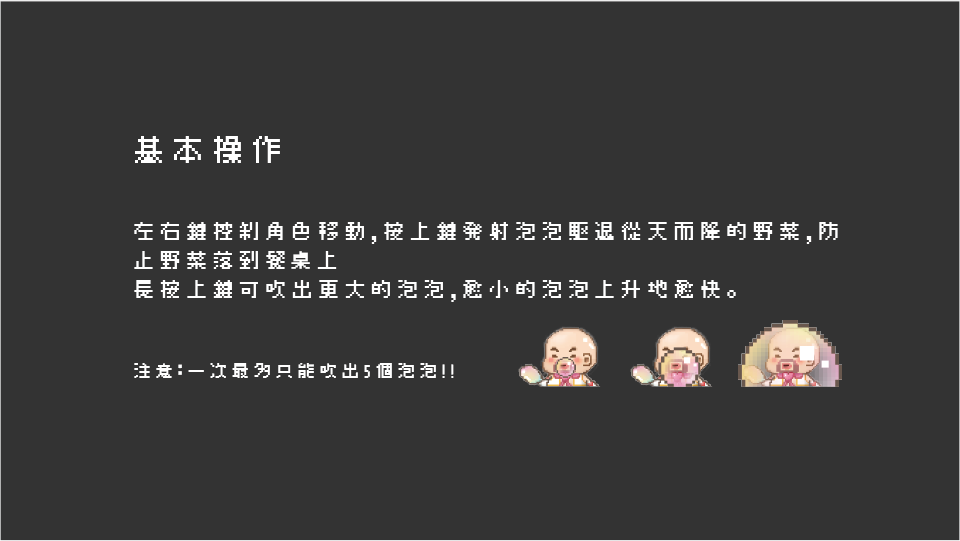 基本操作
左右鍵控制角色移動,按上鍵発射泡泡驅退從天而降的野菜,防
止野菜落到餐桌上
長按上鍵可吹出更大的泡泡,愈小的泡泡上升地愈快。
注意:一次最多只能吹出5個泡泡!!